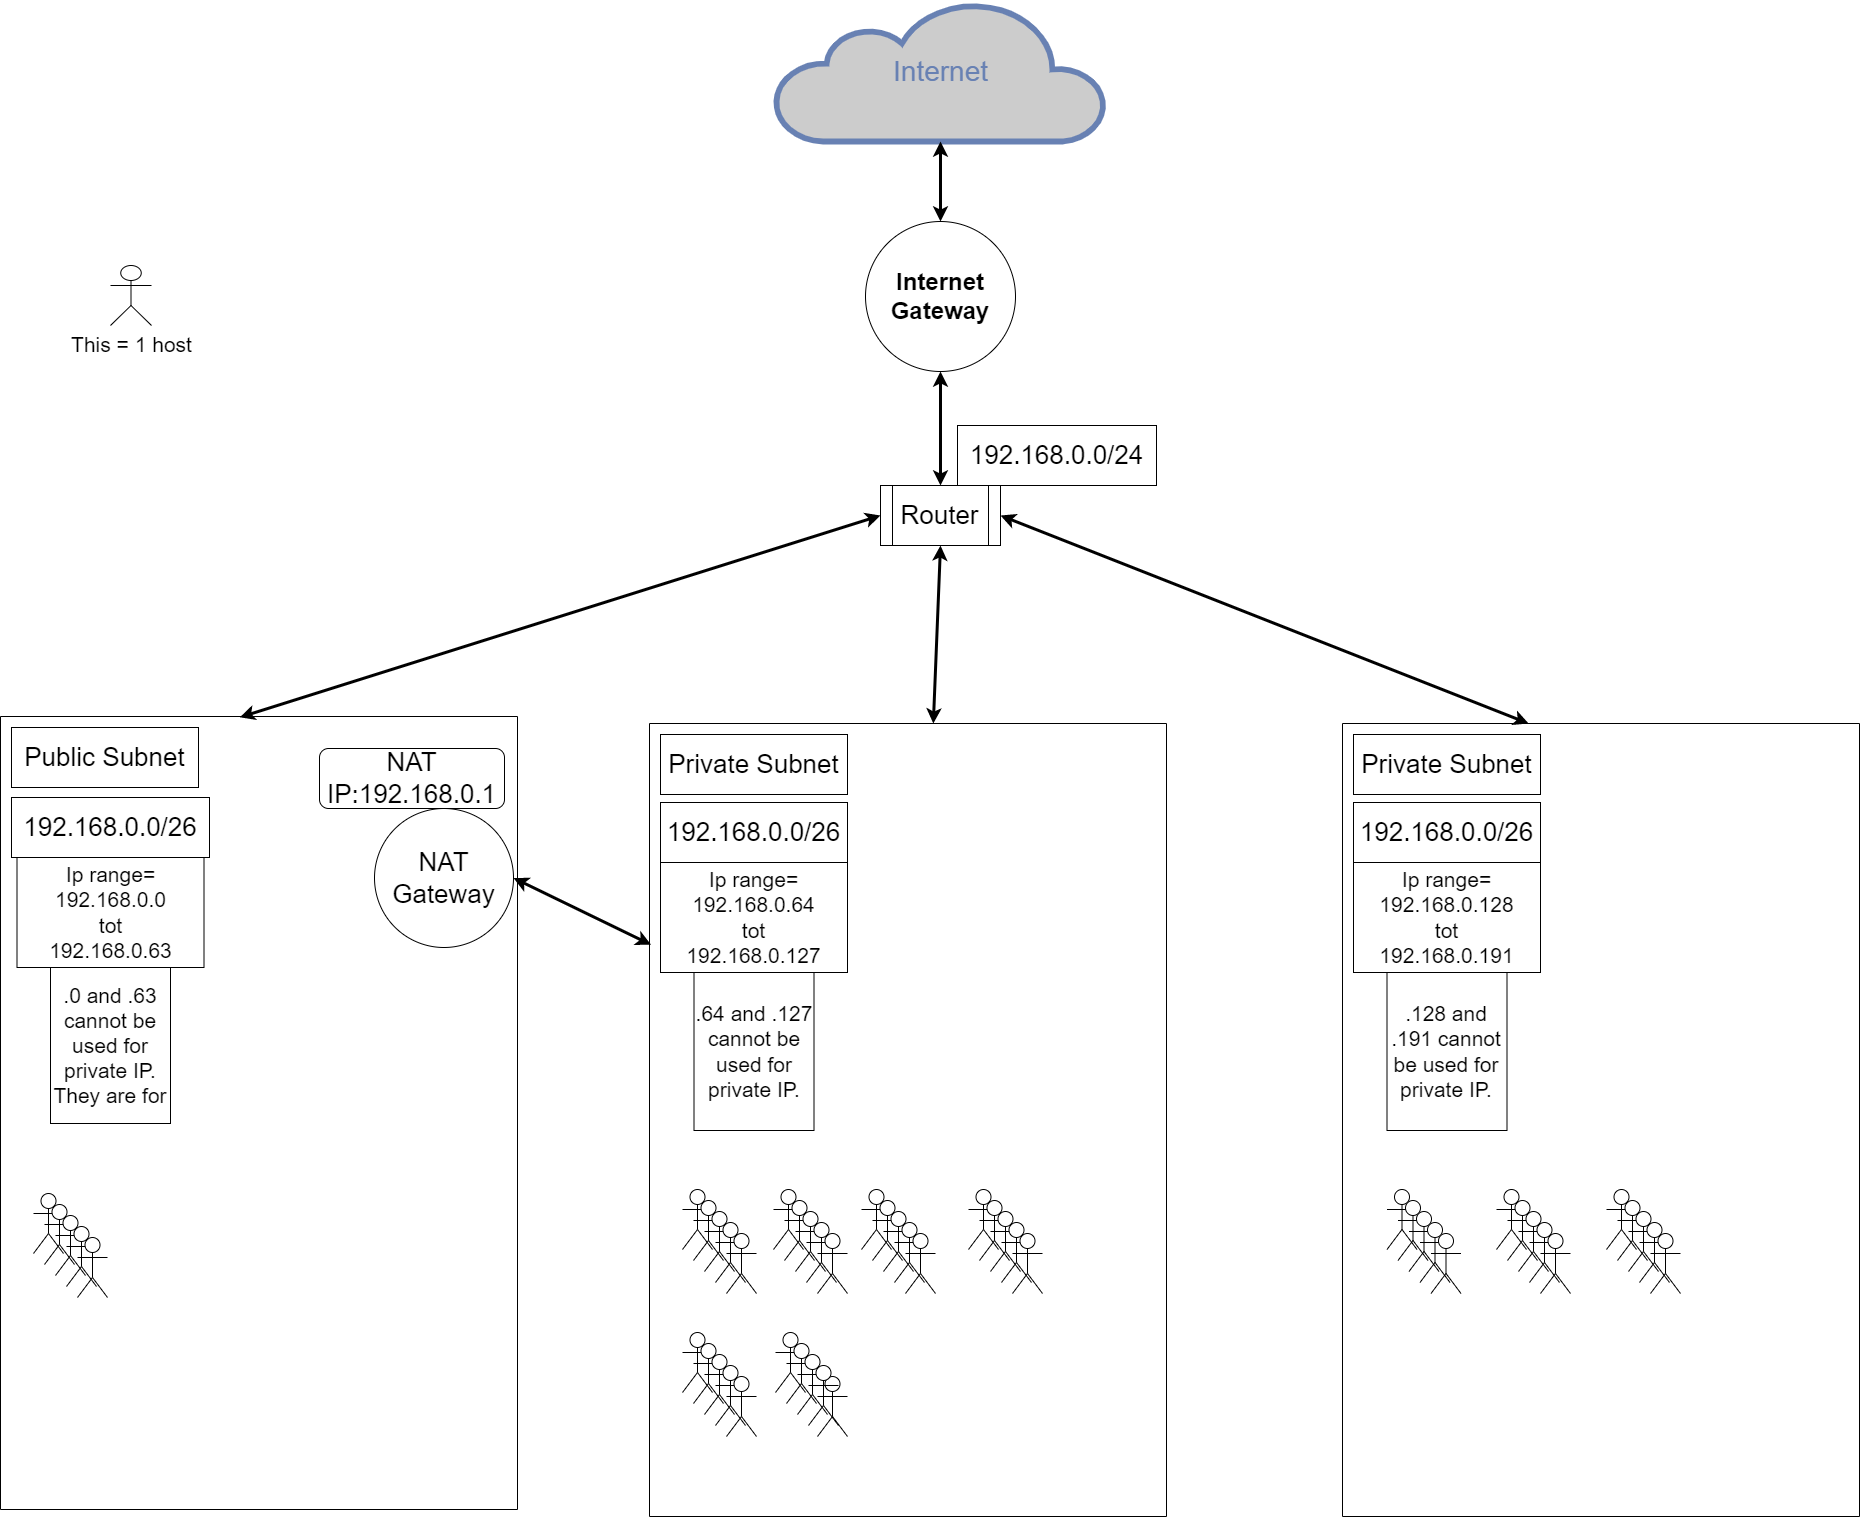 Internet
Internet
Gateway
This = 1 host
192.168.0.0/24
Router
Public Subnet
192.168.0.0/26
Ip range=
192.168.0.0
tot
192.168.0.63
.0 and .63
cannot be
used for
private IP.
They are for
NAT
IP:192.168.0.1
NAT
Gateway
Private Subnet
192.168.0.0/26
Ip range=
192.168.0.64
tot
192.168.0.127
.64 and .127
cannot be
used for
private IP.
Private Subnet
192.168.0.0/26
Ip range=
192.168.0.128
tot
192.168.0.191
.128 and
.191 cannot
be used for
private IP.